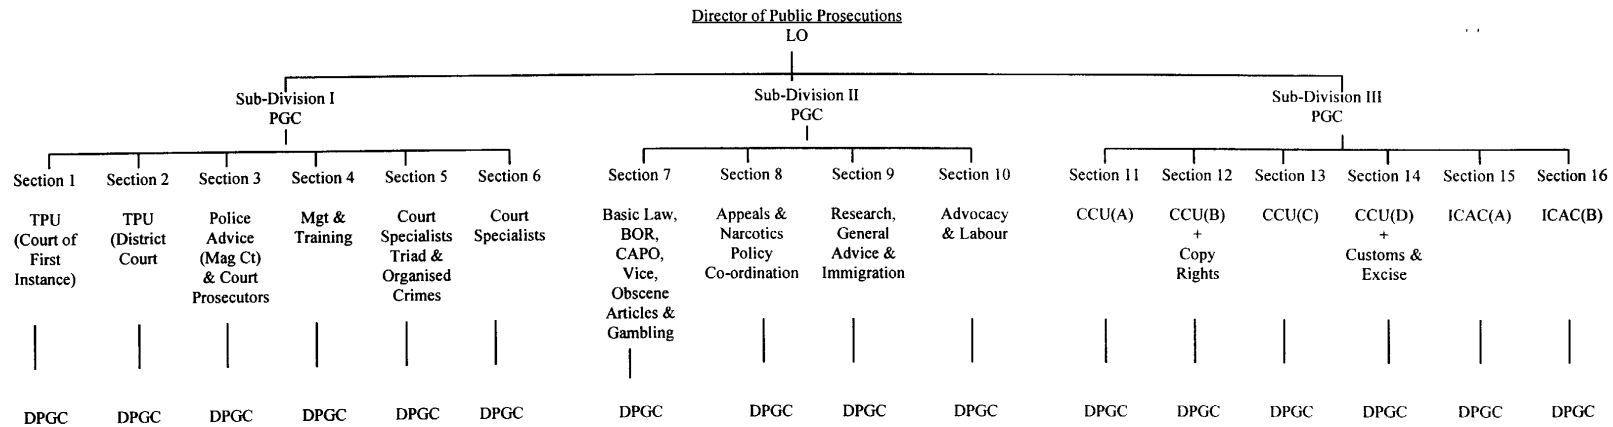 Director of Public Prosecutions
LO
Sub-Division I
PGC
Sub-Division II
PGC
Sub-Division III
PGC
Section 1
TPU
(Court of
First
Instance)
DPGC
Section 2
TPU
(District
Court
DPGC
Section 3
Police
Advice
(Mag Ct)
& Court
Prosecutors
DPGC
Section 4
Mgt &
Training
DPGC
Section 5
Court
Specialists
Triad &
Organised
Crimes
DPGC
Section 6
Court
Specialists
DPGC
Section 7
Basic Law,
BOR,
CAPO,
Vice,
Obscene
Articles &
Gambling
DPGC
Section 8
Appeals &
Narcotics
Policy
Co-ordination
DPGC
Section 9
Research,
General
Advice &
Immigration
DPGC
Section 10
Advocacy
& Labour
DPGC
Section 11
CCU(A)
DPGC
Section 12
CCU(B)
+
Copy
Rights
DPGC
Section 13
CCU(C)
DPGC
Section 14
CCU(D)
+
Customs &
Excise
DPGC
Section 15
ICAC(A)
DPGC
Section 16
ICAC(B)
DPGC